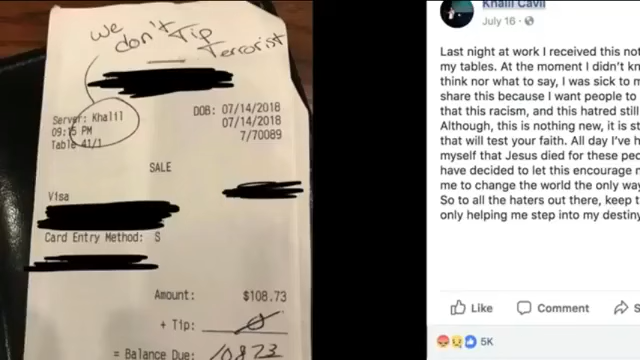 we
don't Tip
Terrorist
Server: Khalil
09:15 PM
Table 41/1
DOB: 07/14/2018
07/14/2018
7/70089
SALE
Visa
Card Entry Method: S
Amount: $108.73
+ Tip: 0
= Balance Due: 108.73
Khalil Cavil
July 16
Last night at work I received this
my tables. At the moment I didn't
think nor what to say, I was sick to
share this because I want people to
that this racism, and this hatred still
Although, this is nothing new, it is
that will test your faith. All day I've
myself that Jesus died for these
have decided to let this encourage
me to change the world the only
So to all the haters out there, keep
only helping me step into my destiny
Like Comment
5K